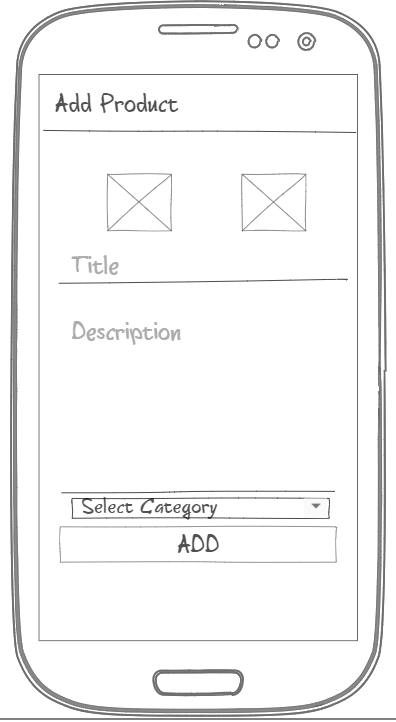 Add Product
Title
Description
Select Category
ADD